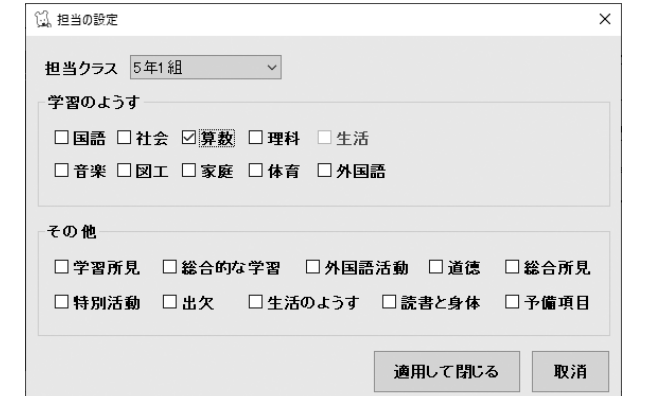 担当の設定
担当クラス 5年1組
学習のようす
国語 社会 算数 理科 生活
音楽 図工 家庭 体育 外国語
その他
学習所見 総合的な学習 外国語活動 道徳 総合所見
特別活動 出欠 生活のようす 読書と身体 予備項目
適用して閉じる 取消